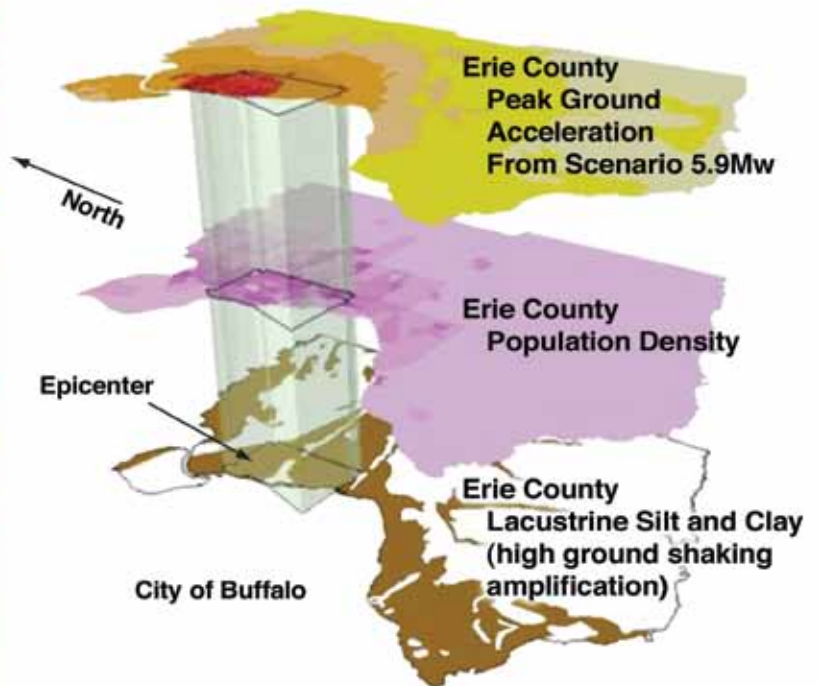 Erie County
Peak Ground
Acceleration
From Scenario 5.9Mw
North
Erie County
Population Density
Epicenter
Erie County
Lacustrine Silt and Clay
(high ground shaking
amplification)
City of Buffalo